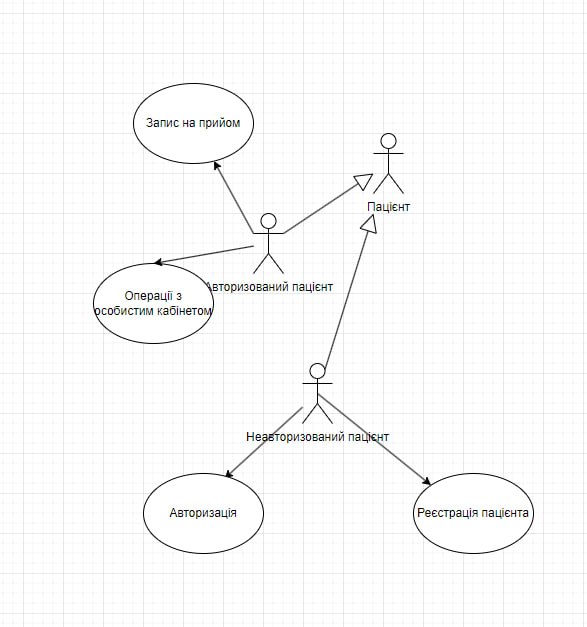 Запис на прийом
Пацієнт
Авторизований пацієнт
Операції з
особистим кабінетом
Неавторизований пацієнт
Авторизація
Реєстрація пацієнта